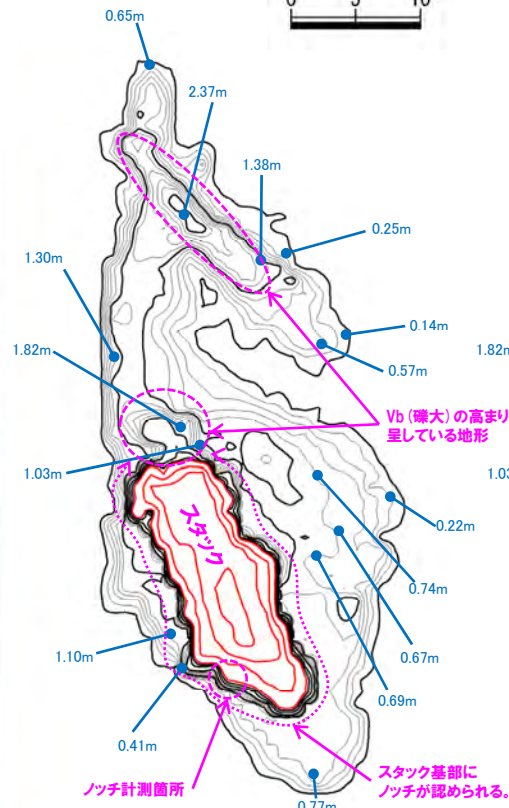 0 5 10
0.65m
2.37m
1.38m
0.25m
1.30m
0.14m
1.82m
0.57m
1.82m
Vb(礫大)の高まり
呈している地形
1.03m
1.03
スタック
0.22m
0.74m
1.10m
0.67m
0.69m
0.41m
ノッチ計測箇所
スタック基部に
ノッチが認められる。
0.77m